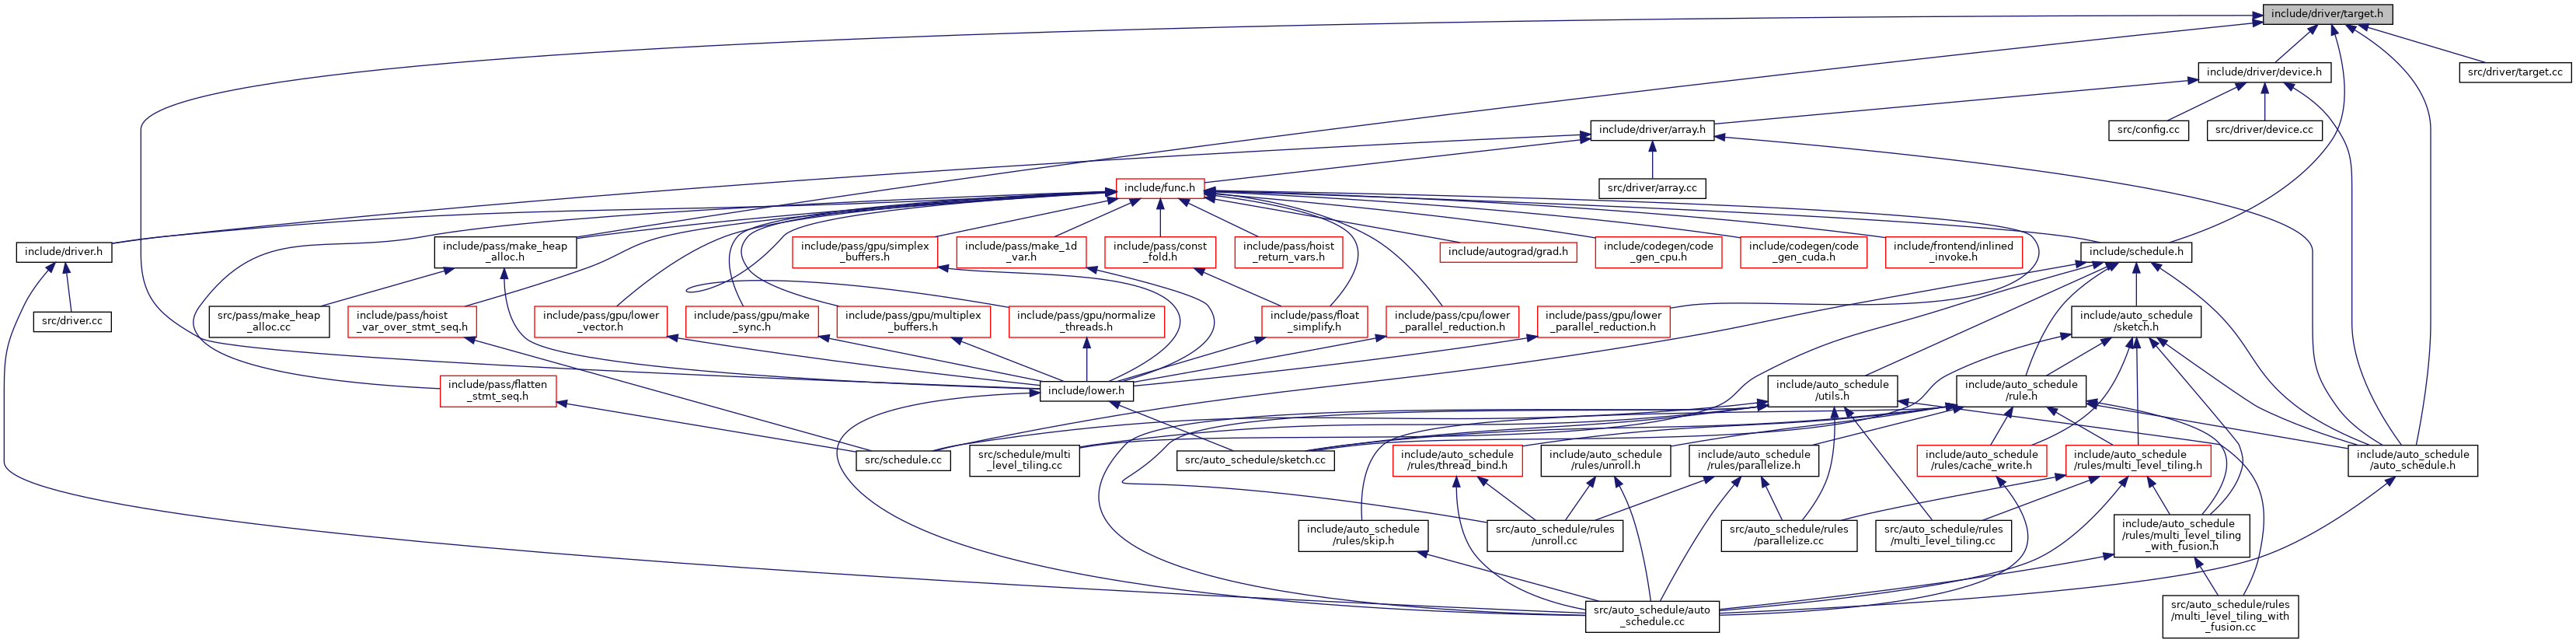 include/driver/target.h
include/driver/device.h
src/driver/target.cc
include/driver/array.h
src/config.cc
src/driver/device.cc
include/func.h
src/driver/array.cc
include/driver.h
include/pass/make_heap
_alloc.h
include/pass/gpu/simplex
_buffers.h
include/pass/make_1d
_var.h
include/pass/const
_fold.h
include/pass/hoist
_return_vars.h
include/autograd/grad.h
include/codegen/code
_gen_cpu.h
include/codegen/code
_gen_cuda.h
include/frontend/inlined
_invoke.h
include/schedule.h
src/driver.cc
src/pass/make_heap
_alloc.cc
include/pass/hoist
_var_over_stmt_seq.h
include/pass/gpu/lower
_vector.h
include/pass/gpu/make
_sync.h
include/pass/gpu/multiplex
_buffers.h
include/pass/gpu/normalize
_threads.h
include/pass/float
_simplify.h
include/pass/cpu/lower
_parallel_reduction.h
include/pass/gpu/lower
_parallel_reduction.h
include/auto_schedule
/sketch.h
include/pass/flatten
_stmt_seq.h
include/lower.h
include/auto_schedule
/utils.h
include/auto_schedule
/rule.h
src/schedule.cc
src/schedule/multi
_level_tiling.cc
src/auto_schedule/sketch.cc
include/auto_schedule
/rules/thread_bind.h
include/auto_schedule
/rules/unroll.h
include/auto_schedule
/rules/parallelize.h
include/auto_schedule
/rules/cache_write.h
include/auto_schedule
/rules/multi_level_tiling.h
include/auto_schedule
/auto_schedule.h
include/auto_schedule
/rules/skip.h
src/auto_schedule/rules
/unroll.cc
src/auto_schedule/rules
/parallelize.cc
src/auto_schedule/rules
/multi_level_tiling.cc
include/auto_schedule
/rules/multi_level_tiling
_with_fusion.h
src/auto_schedule/auto
_schedule.cc
src/auto_schedule/rules
/multi_level_tiling_with
_fusion.cc